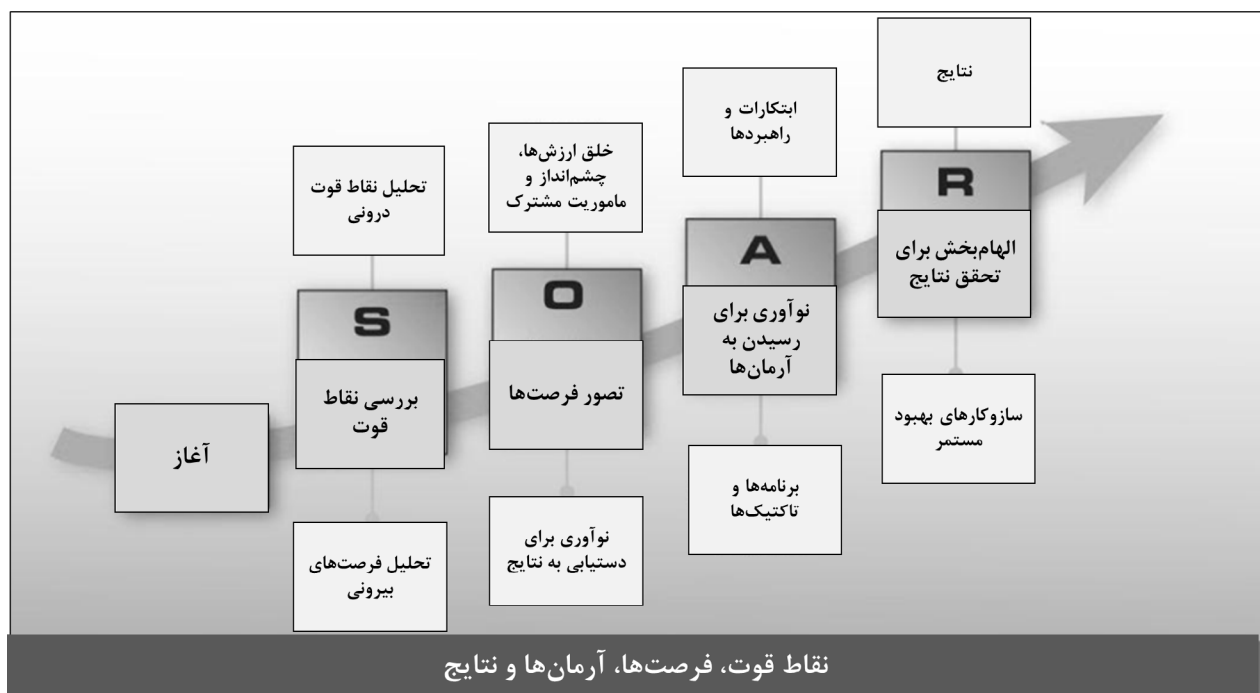 آغاز
تحلیل نقاط قوت
درونی
S
بررسی نقاط
قوت
تحلیل فرصت‌های
بیرونی
خلق ارزش‌ها،
چشم‌انداز و
ماموریت مشترک
O
تصور فرصت‌ها
نوآوری برای
دستیابی به نتایج
ابتکارات و
راهبردها
A
نوآوری برای
رسیدن به
آرمان‌ها
برنامه‌ها و
تاکتیک‌ها
نتایج
R
الهام‌بخش برای
تحقق نتایج
سازوکارهای بهبود
مستمر
نقاط قوت، فرصت‌ها، آرمان‌ها و نتایج